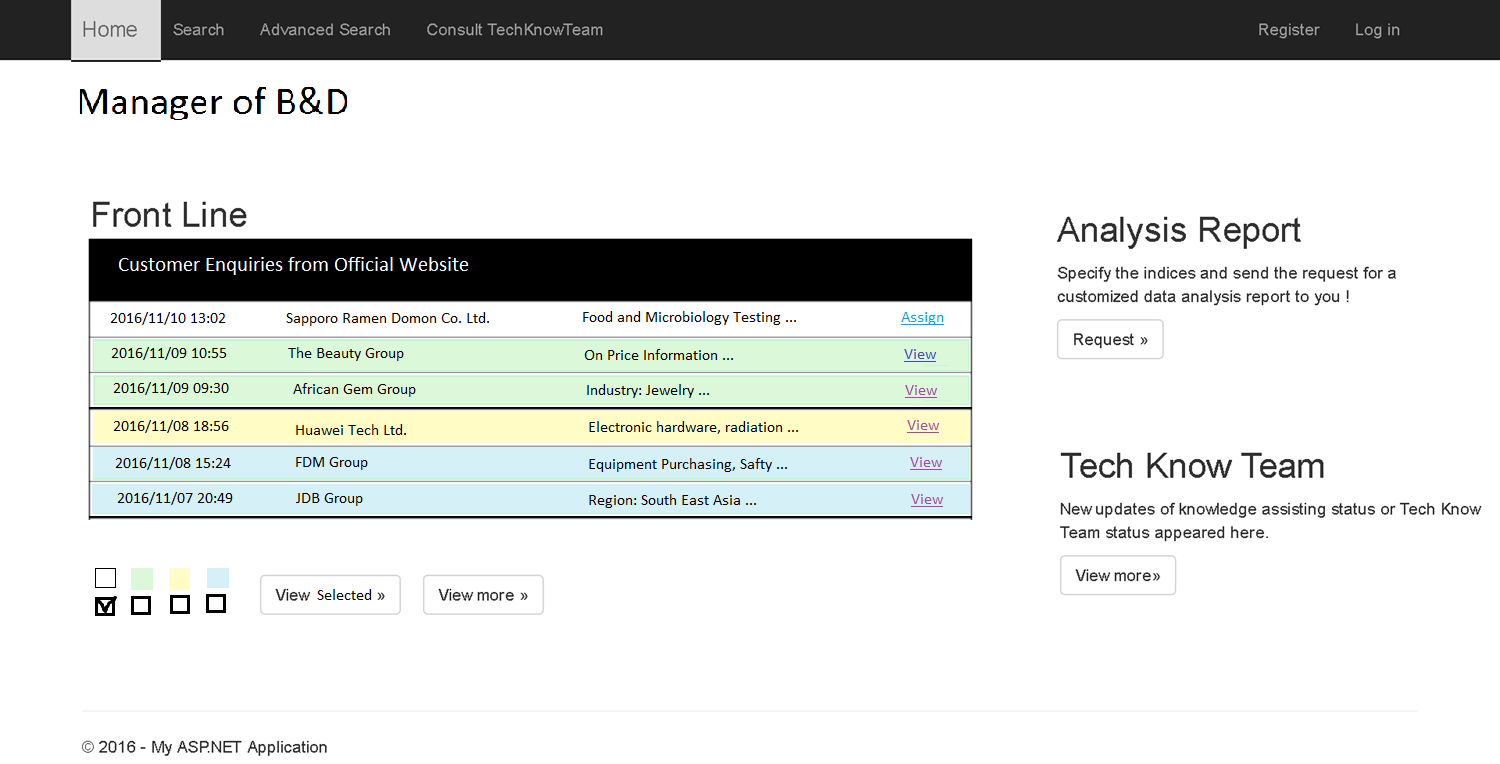 Home Search Advanced Search Consult TechKnowTeam Register Log in
Manager of B&D
Front Line
Customer Enquiries from Official Website
2016/11/10 13:02 Sapporo Ramen Domon Co. Ltd. Food and Microbiology Testing ... Assign
2016/11/09 10:55 The Beauty Group On Price Information ... View
2016/11/09 09:30 African Gem Group Industry: Jewelry ... View
2016/11/08 18:56 Huawei Tech Ltd. Electronic hardware, radiation ... View
2016/11/08 15:24 FDM Group Equipment Purchasing, Safty ... View
2016/11/07 20:49 JDB Group Region: South East Asia ... View
View Selected » View more »
Analysis Report
Specify the indices and send the request for a
customized data analysis report to you !
Request »
Tech Know Team
New updates of knowledge assisting status or Tech Know
Team status appeared here.
View more»
© 2016 - My ASP.NET Application